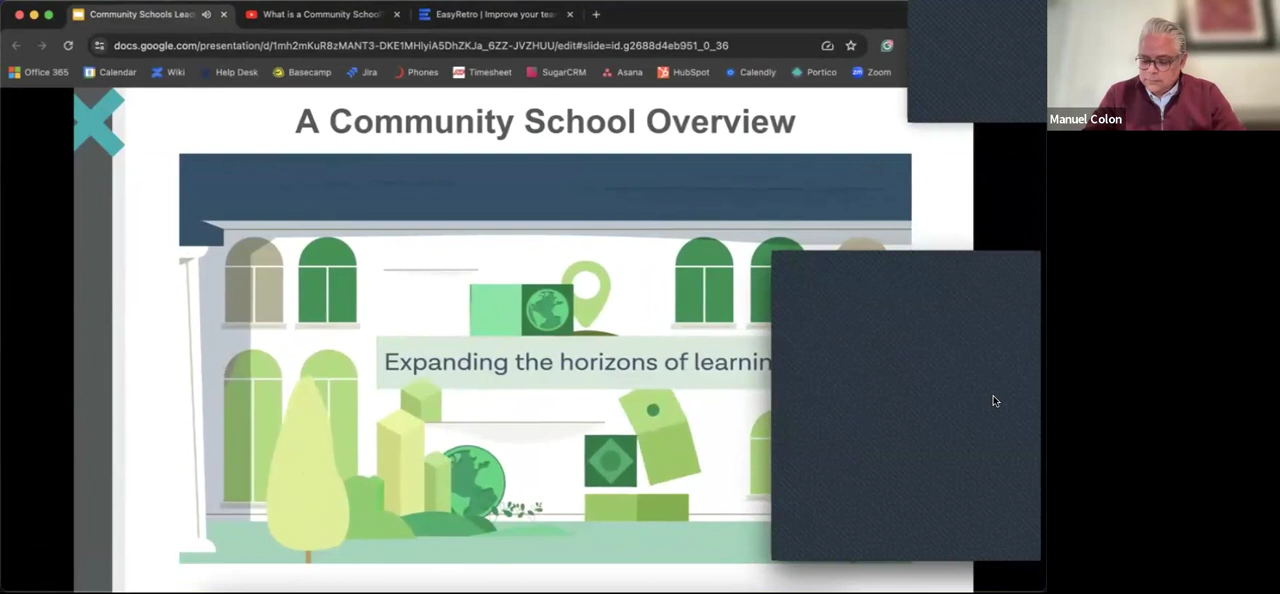 Community Schools Lead
What is a Community School?
EasyRetro | Improve your tea
docs.google.com/presentation/d/1mh2mKuR8zMANT3-DKE1MHlyiA5DhZKJa_6ZZ-JVZHUU/edit#slide=id.g2688d4eb951_0_36
Office 365 Calendar Wiki Help Desk Basecamp Jira Phones Timesheet SugarCRM Asana HubSpot Calendly Portico Zoom
Manuel Colon
A Community School Overview
Expanding the horizons of learnin